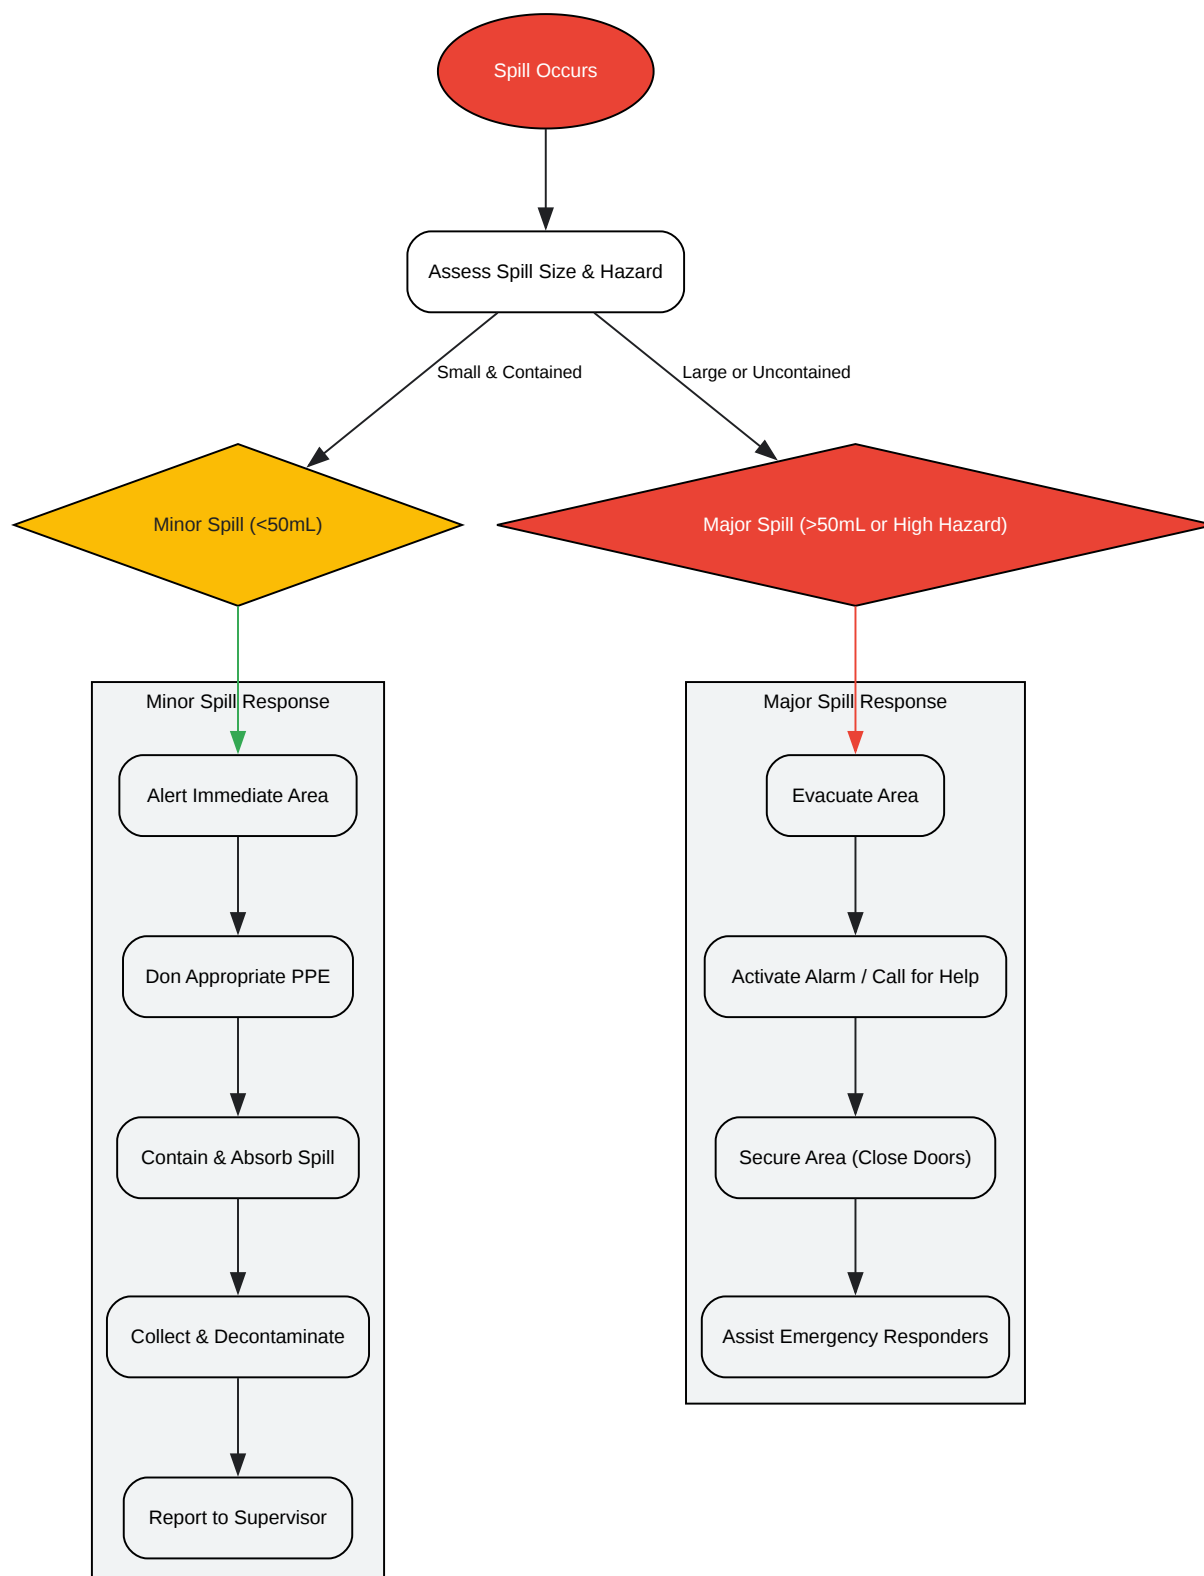 Spill Occurs
Assess Spill Size & Hazard
Small & Contained
Large or Uncontained
Minor Spill (<50mL)
Major Spill (>50mL or High Hazard)
Minor Spill Response
Alert Immediate Area
Don Appropriate PPE
Contain & Absorb Spill
Collect & Decontaminate
Report to Supervisor
Major Spill Response
Evacuate Area
Activate Alarm / Call for Help
Secure Area (Close Doors)
Assist Emergency Responders